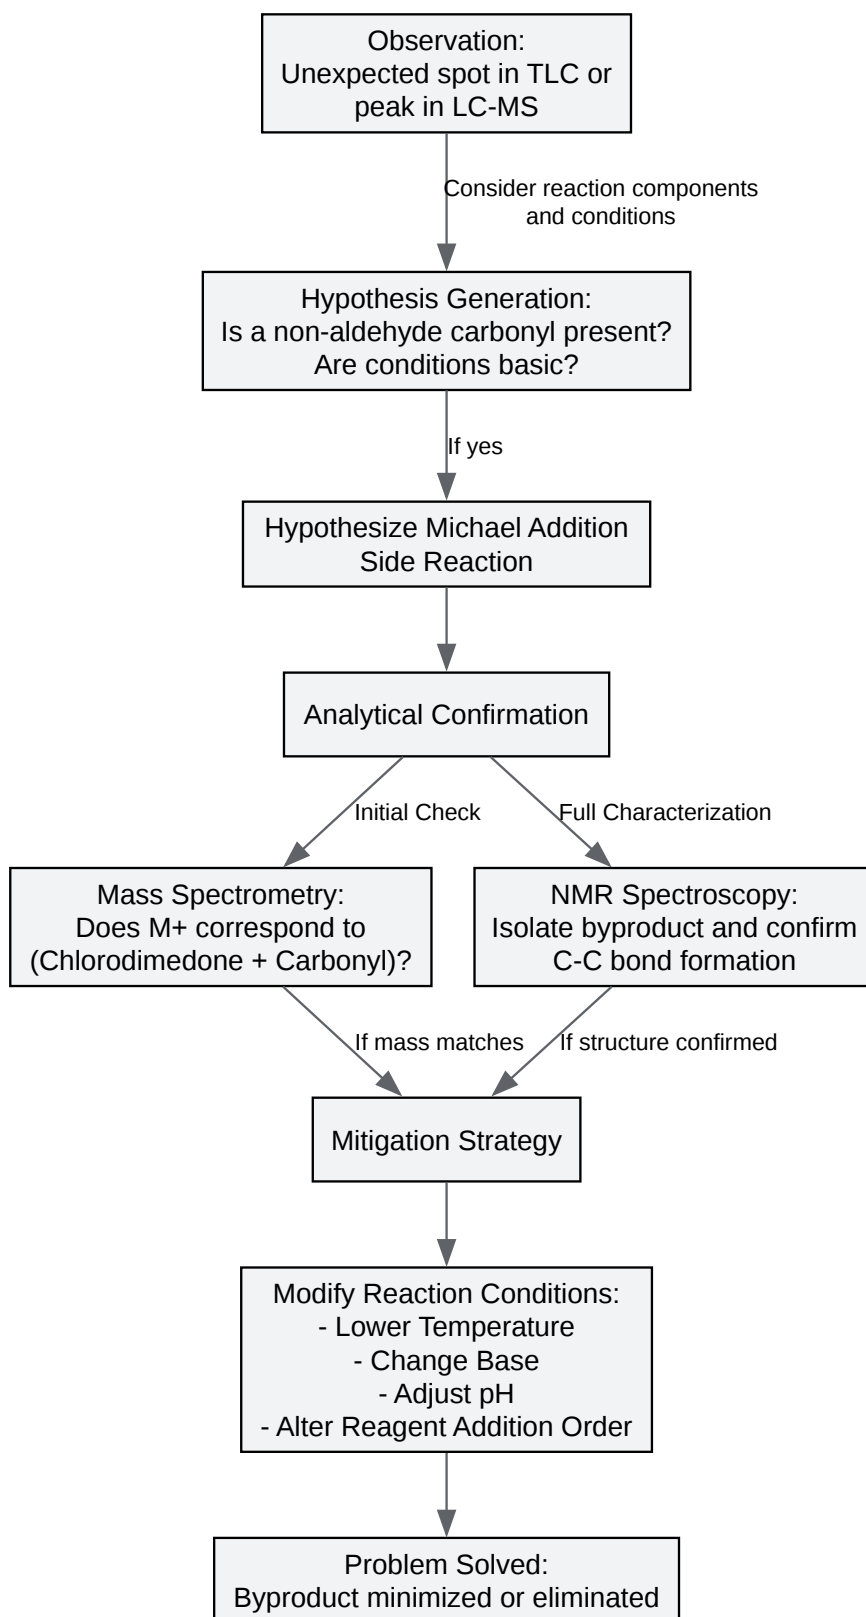 Observation:
Unexpected spot in TLC or
peak in LC-MS
Consider reaction components
and conditions
Hypothesis Generation:
Is a non-aldehyde carbonyl present?
Are conditions basic?
If yes
Hypothesize Michael Addition
Side Reaction
Analytical Confirmation
Initial Check
Full Characterization
Mass Spectrometry:
Does M+ correspond to
(Chlorodimedone + Carbonyl)?
NMR Spectroscopy:
Isolate byproduct and confirm
C-C bond formation
If mass matches
If structure confirmed
Mitigation Strategy
Modify Reaction Conditions:
- Lower Temperature
- Change Base
- Adjust pH
- Alter Reagent Addition Order
Problem Solved:
Byproduct minimized or eliminated